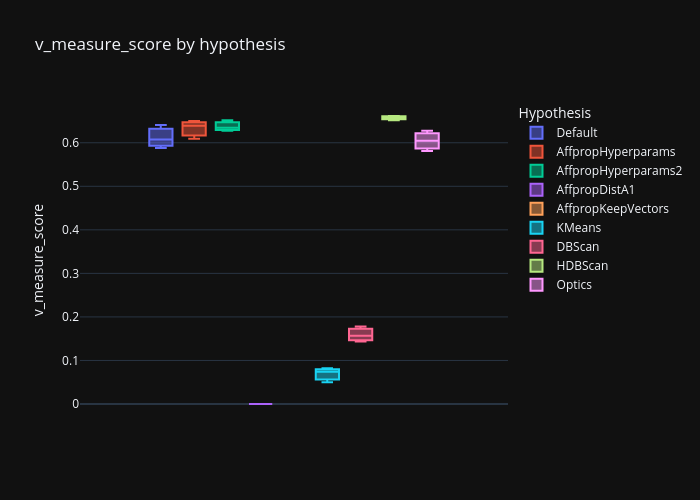 v_measure_score by hypothesis
v_measure_score
0.6
0.5
0.4
0.3
0.2
0.1
0
Hypothesis
Default
AffpropHyperparams
AffpropHyperparams2
AffpropDistA1
AffpropKeepVectors
KMeans
DBScan
HDBScan
Optics